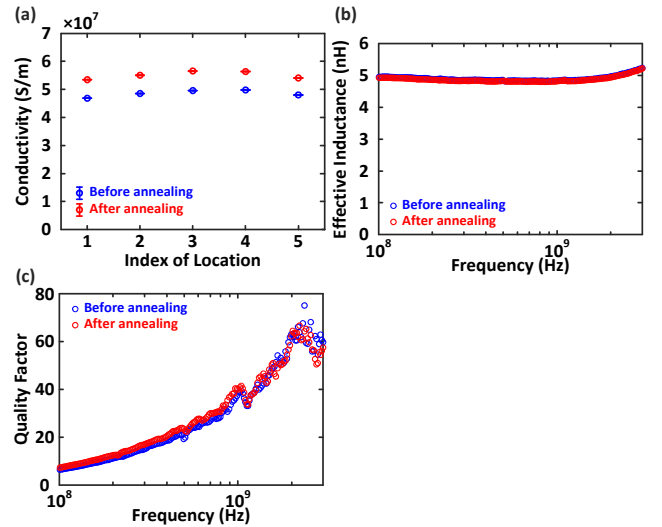 (a)
×10⁷
7
6
5
4
3
2
1
0
Conductivity (S/m)
Before annealing
After annealing
1 2 3 4 5
Index of Location
(b)
6
5
4
3
2
1
0
Effective Inductance (nH)
Before annealing
After annealing
10⁸ 10⁹
Frequency (Hz)
(c)
80
60
40
20
0
Quality Factor
Before annealing
After annealing
10⁸ 10⁹
Frequency (Hz)